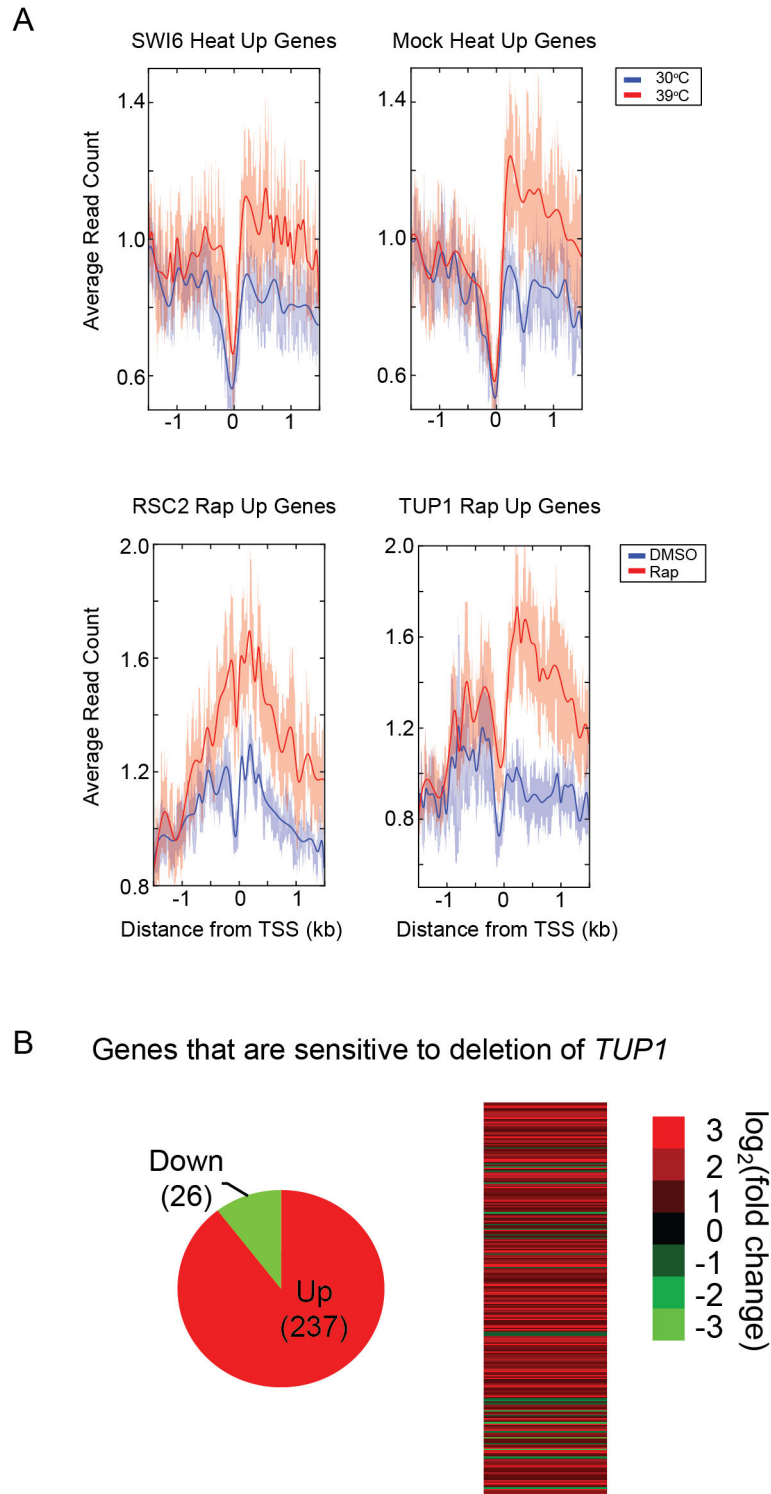 A
SWI6 Heat Up Genes
Mock Heat Up Genes
30°C
39°C
Average Read Count
1.4
1.0
0.6
-1 0 1
1.4
1.0
0.6
-1 0 1
RSC2 Rap Up Genes
TUP1 Rap Up Genes
DMSO
Rap
Average Read Count
2.0
1.6
1.2
0.8
-1 0 1
Distance from TSS (kb)
2.0
1.6
1.2
0.8
-1 0 1
Distance from TSS (kb)
B
Genes that are sensitive to deletion of TUP1
Down
(26)
Up
(237)
3
2
1
0
-1
-2
-3
log₂(fold change)